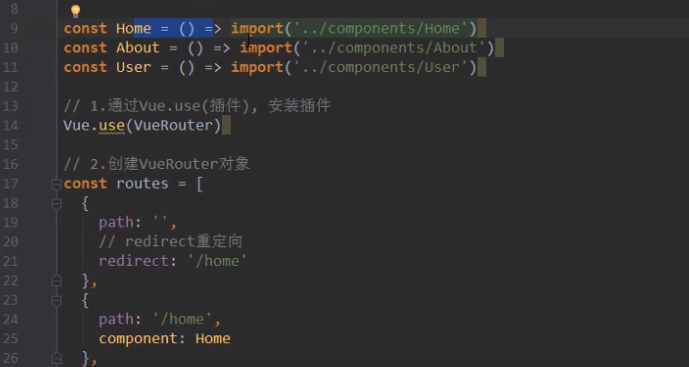 8
9 const Home = () => import('../components/Home')
10 const About = () => import('../components/About')
11 const User = () => import('../components/User')
12
13 // 1.通过Vue.use(插件), 安装插件
14 Vue.use(VueRouter)
15
16 // 2.创建VueRouter对象
17 const routes = [
18 {
19 path: '',
20 // redirect重定向
21 redirect: '/home'
22 },
23 {
24 path: '/home',
25 component: Home
26 },